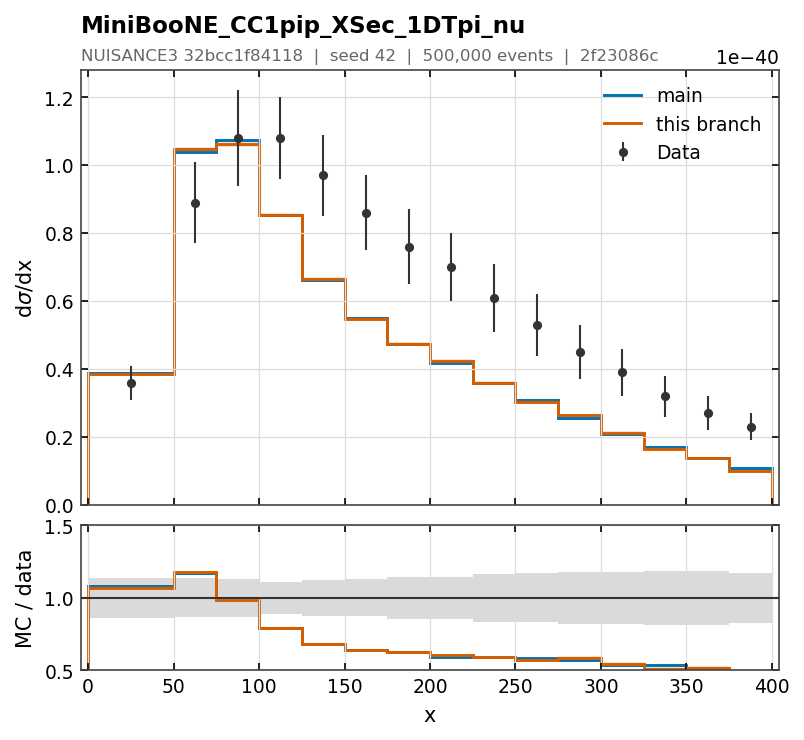 MiniBooNE_CC1pip_XSec_1DTpi_nu
NUISANCE3 32bcc1f84118 | seed 42 | 500,000 events | 2f23086c
1e−40
main
this branch
Data
dσ/dx
1.2
1.0
0.8
0.6
0.4
0.2
0.0
MC / data
1.5
1.0
0.5
0 50 100 150 200 250 300 350 400
x